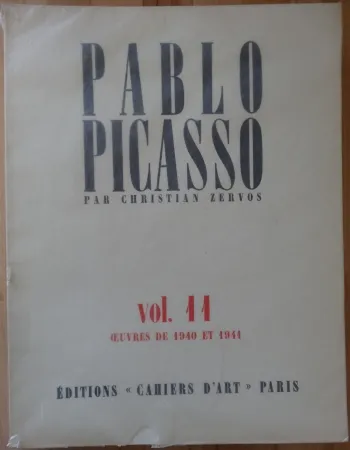 PABLO
PICASSO
PAR CHRISTIAN ZERVOS
vol. 11
ŒUVRES DE 1940 ET 1941
ÉDITIONS « CAHIERS D'ART » PARIS